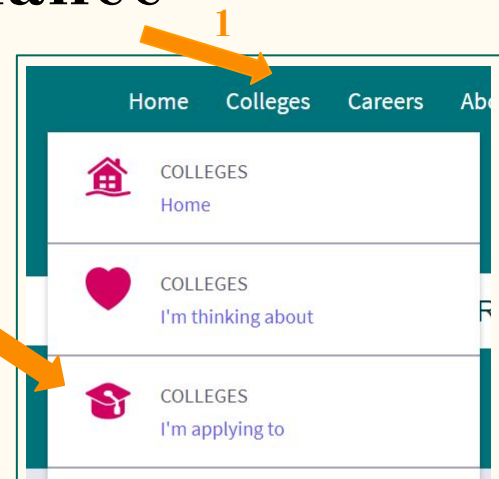 1
Home Colleges Careers
COLLEGES
Home
COLLEGES
I'm thinking about
COLLEGES
I'm applying to